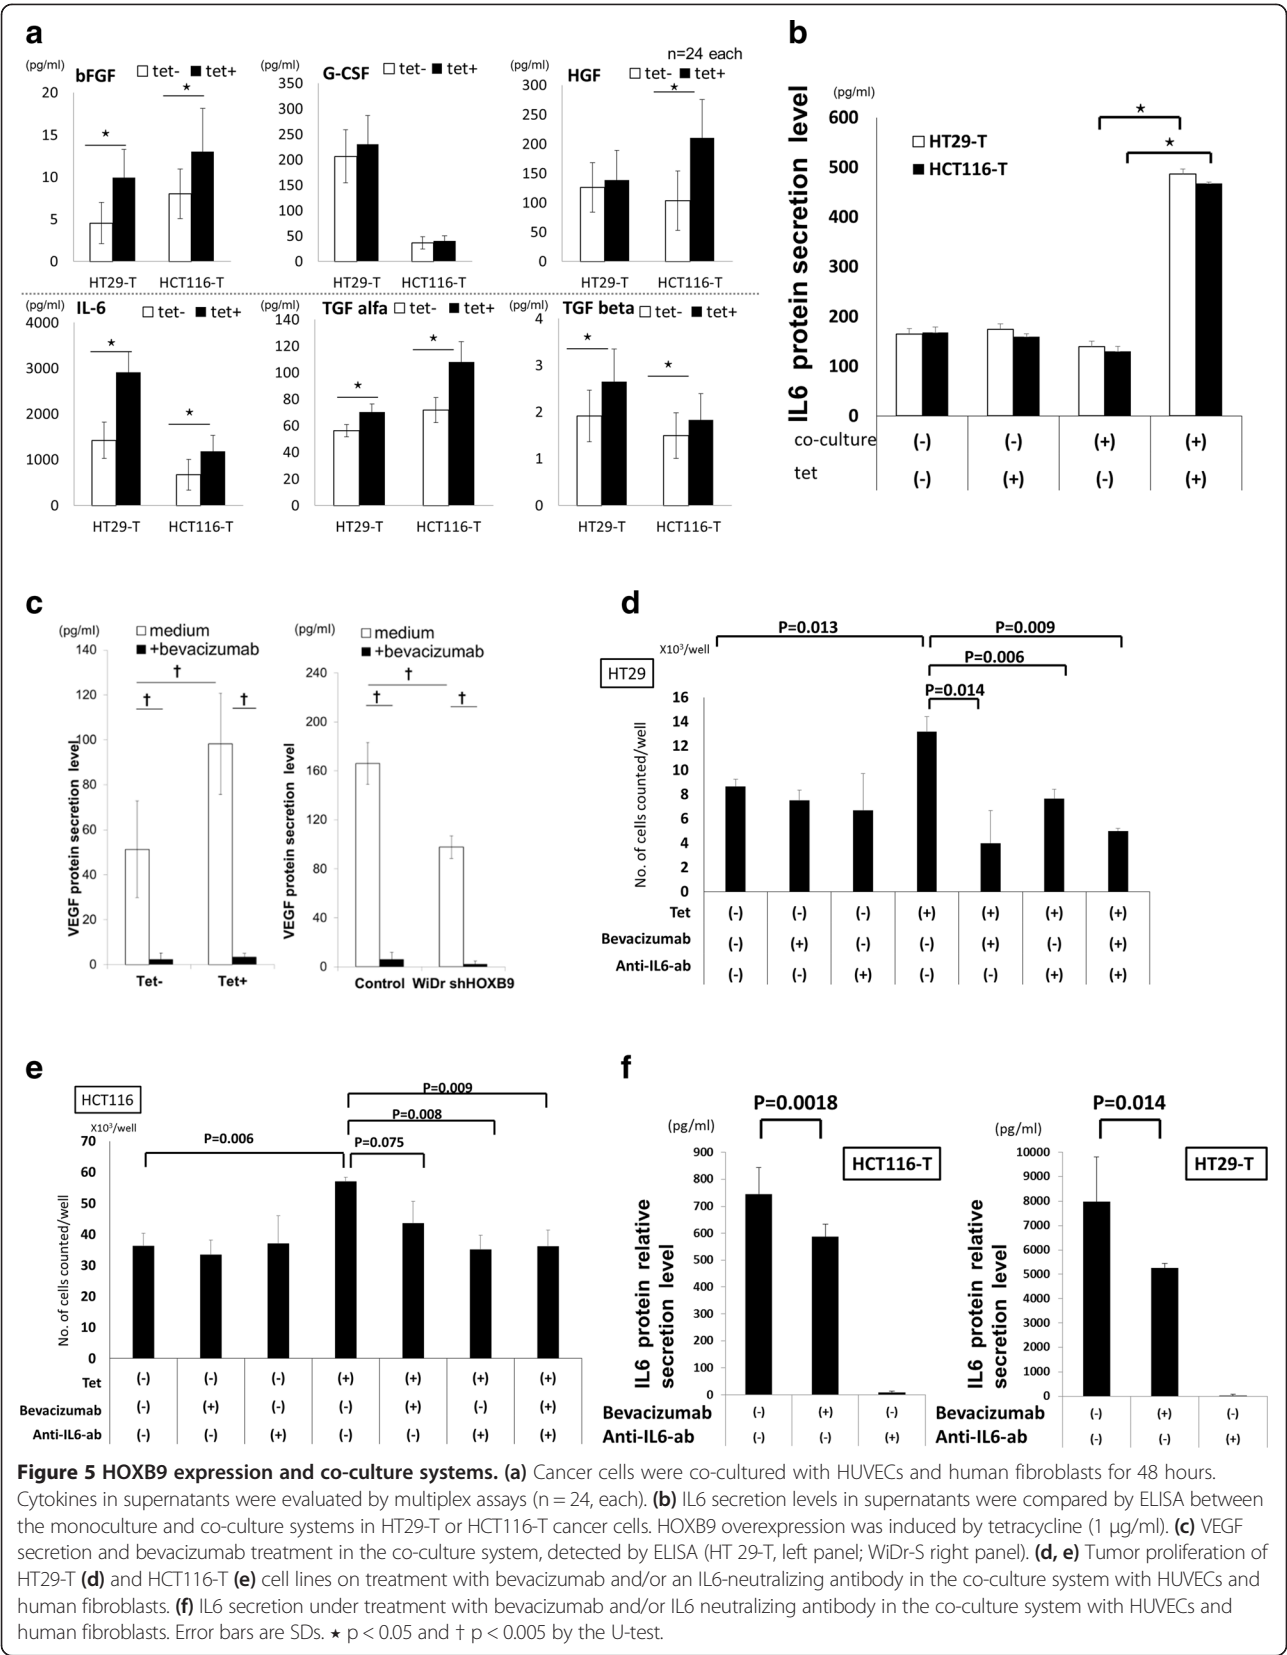 a
n=24 each
(pg/ml) bFGF □ tet- ■ tet+
20
15
10
5
0
★
★
HT29-T HCT116-T
(pg/ml) G-CSF □ tet- ■ tet+
350
300
250
200
150
100
50
0
HT29-T HCT116-T
(pg/ml) HGF □ tet- ■ tet+
300
250
200
150
100
50
0
★
HT29-T HCT116-T
(pg/ml) IL-6 □ tet- ■ tet+
4000
3000
2000
1000
0
★
★
HT29-T HCT116-T
(pg/ml) TGF alfa □ tet- ■ tet+
140
120
100
80
60
40
20
0
★
★
HT29-T HCT116-T
(pg/ml) TGF beta □ tet- ■ tet+
4
3
2
1
0
★
★
HT29-T HCT116-T
b
(pg/ml)
IL6 protein secretion level
600
500
400
300
200
100
0
□ HT29-T
■ HCT116-T
★
★
co-culture (-) (-) (+) (+)
tet (-) (+) (-) (+)
c
(pg/ml)
□ medium
■ +bevacizumab
VEGF protein secretion level
140
120
100
80
60
40
20
0
†
† †
Tet- Tet+
(pg/ml)
□ medium
■ +bevacizumab
VEGF protein secretion level
240
200
160
120
80
40
0
†
† †
Control WiDr shHOXB9
d
P=0.013 P=0.009
P=0.006
P=0.014
X10³/well
HT29
No. of cells counted/well
16
14
12
10
8
6
4
2
0
Tet (-) (-) (-) (+) (+) (+) (+)
Bevacizumab (-) (+) (-) (-) (+) (-) (+)
Anti-IL6-ab (-) (-) (+) (-) (-) (+) (+)
e
HCT116
P=0.009
P=0.008
P=0.006 P=0.075
X10³/well
No. of cells counted/well
70
60
50
40
30
20
10
0
Tet (-) (-) (-) (+) (+) (+) (+)
Bevacizumab (-) (+) (-) (-) (+) (-) (+)
Anti-IL6-ab (-) (-) (+) (-) (-) (+) (+)
f
P=0.0018
(pg/ml)
HCT116-T
IL6 protein relative
secretion level
900
800
700
600
500
400
300
200
100
0
Bevacizumab (-) (+) (-)
Anti-IL6-ab (-) (-) (+)
P=0.014
(pg/ml)
HT29-T
IL6 protein relative
secretion level
10000
9000
8000
7000
6000
5000
4000
3000
2000
1000
0
Bevacizumab (-) (+) (-)
Anti-IL6-ab (-) (-) (+)
Figure 5 HOXB9 expression and co-culture systems. (a) Cancer cells were co-cultured with HUVECs and human fibroblasts for 48 hours.
Cytokines in supernatants were evaluated by multiplex assays (n = 24, each). (b) IL6 secretion levels in supernatants were compared by ELISA between
the monoculture and co-culture systems in HT29-T or HCT116-T cancer cells. HOXB9 overexpression was induced by tetracycline (1 μg/ml). (c) VEGF
secretion and bevacizumab treatment in the co-culture system, detected by ELISA (HT 29-T, left panel; WiDr-S right panel). (d, e) Tumor proliferation of
HT29-T (d) and HCT116-T (e) cell lines on treatment with bevacizumab and/or an IL6-neutralizing antibody in the co-culture system with HUVECs and
human fibroblasts. (f) IL6 secretion under treatment with bevacizumab and/or IL6 neutralizing antibody in the co-culture system with HUVECs and
human fibroblasts. Error bars are SDs. ★ p < 0.05 and † p < 0.005 by the U-test.